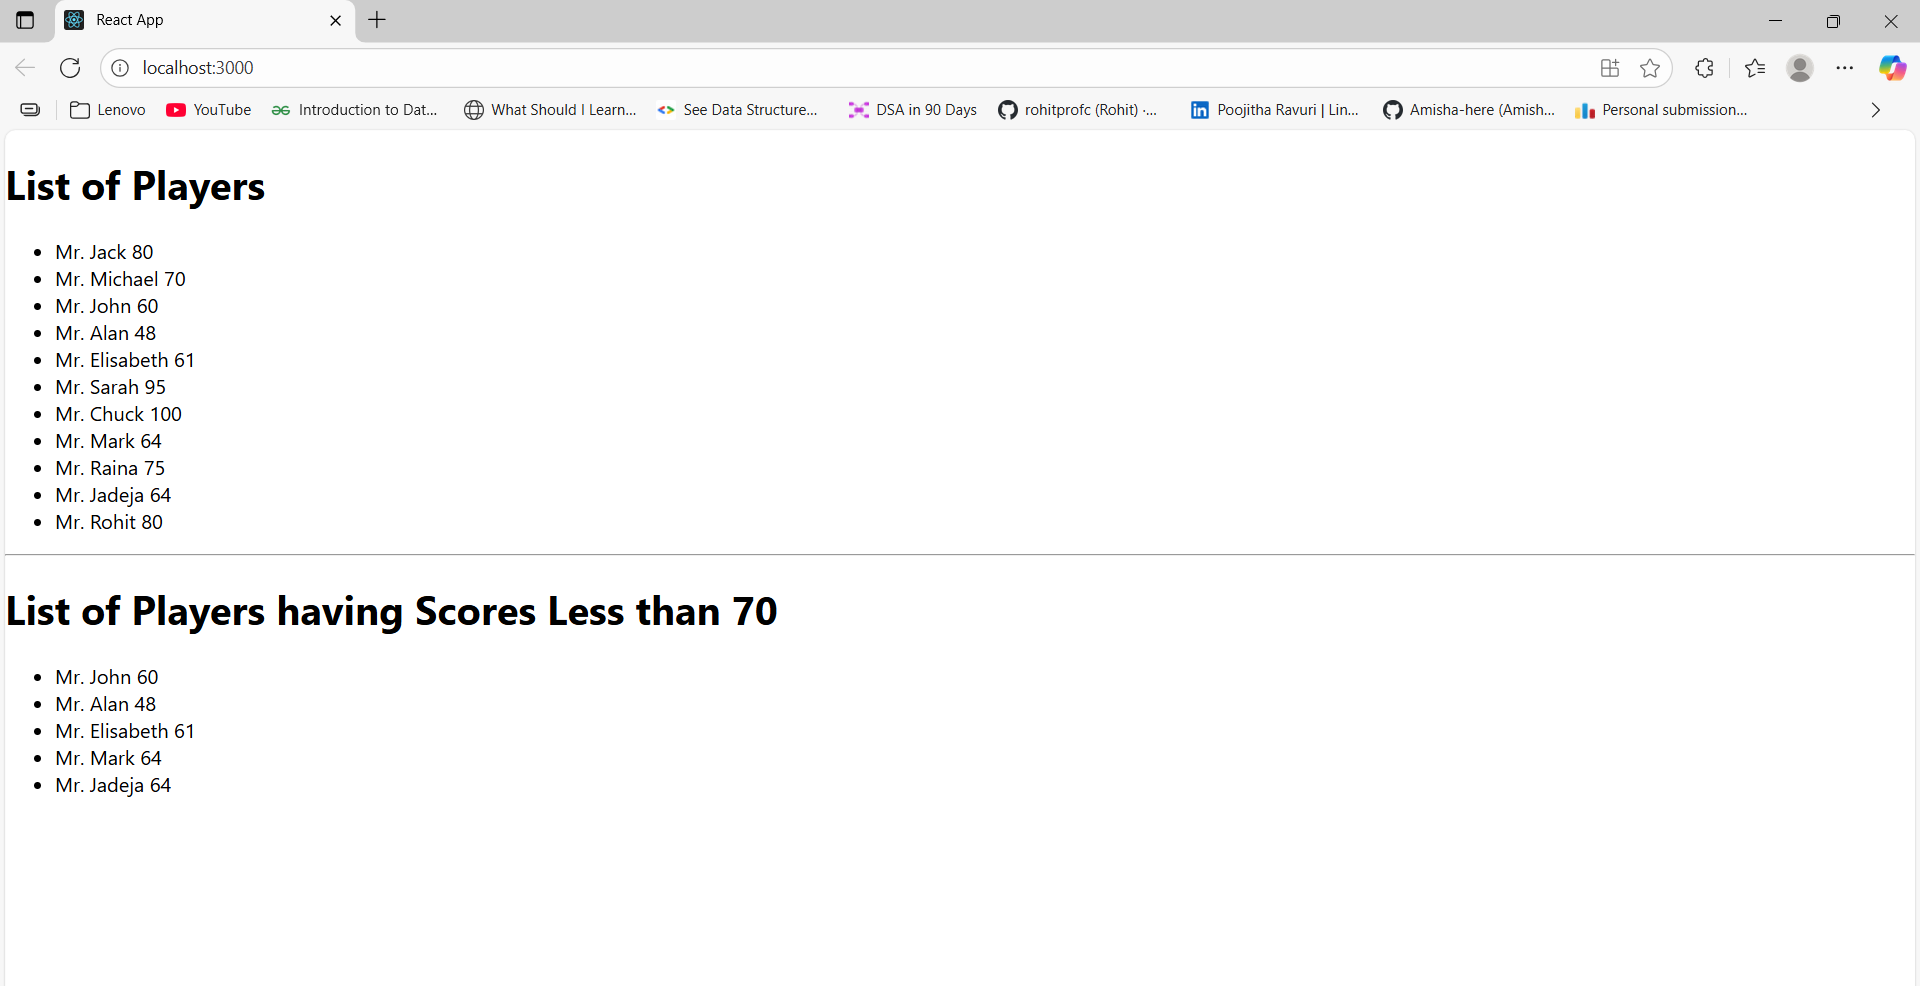 React App
localhost:3000
Lenovo YouTube Introduction to Dat... What Should I Learn... See Data Structure... DSA in 90 Days rohitprofc (Rohit) ·... Poojitha Ravuri | Lin... Amisha-here (Amish... Personal submission...
List of Players
Mr. Jack 80
Mr. Michael 70
Mr. John 60
Mr. Alan 48
Mr. Elisabeth 61
Mr. Sarah 95
Mr. Chuck 100
Mr. Mark 64
Mr. Raina 75
Mr. Jadeja 64
Mr. Rohit 80
List of Players having Scores Less than 70
Mr. John 60
Mr. Alan 48
Mr. Elisabeth 61
Mr. Mark 64
Mr. Jadeja 64